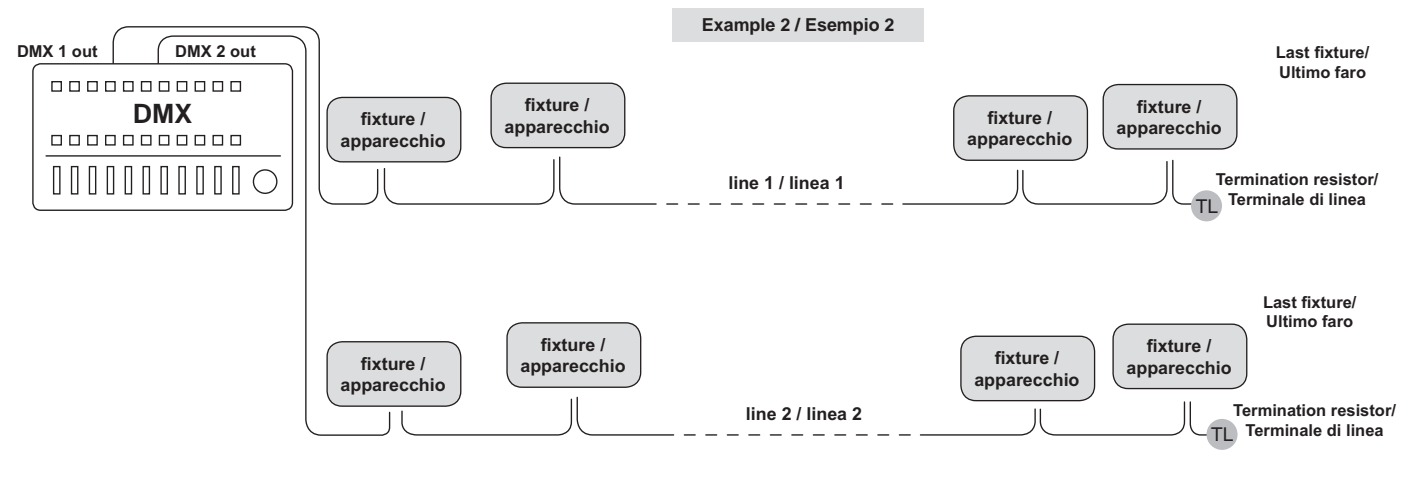 Example 2 / Esempio 2
DMX 1 out
DMX 2 out
DMX
fixture /
apparecchio
fixture /
apparecchio
line 1 / linea 1
fixture /
apparecchio
fixture /
apparecchio
Last fixture/
Ultimo faro
Termination resistor/
Terminale di linea
TL
fixture /
apparecchio
fixture /
apparecchio
line 2 / linea 2
fixture /
apparecchio
fixture /
apparecchio
Last fixture/
Ultimo faro
Termination resistor/
Terminale di linea
TL